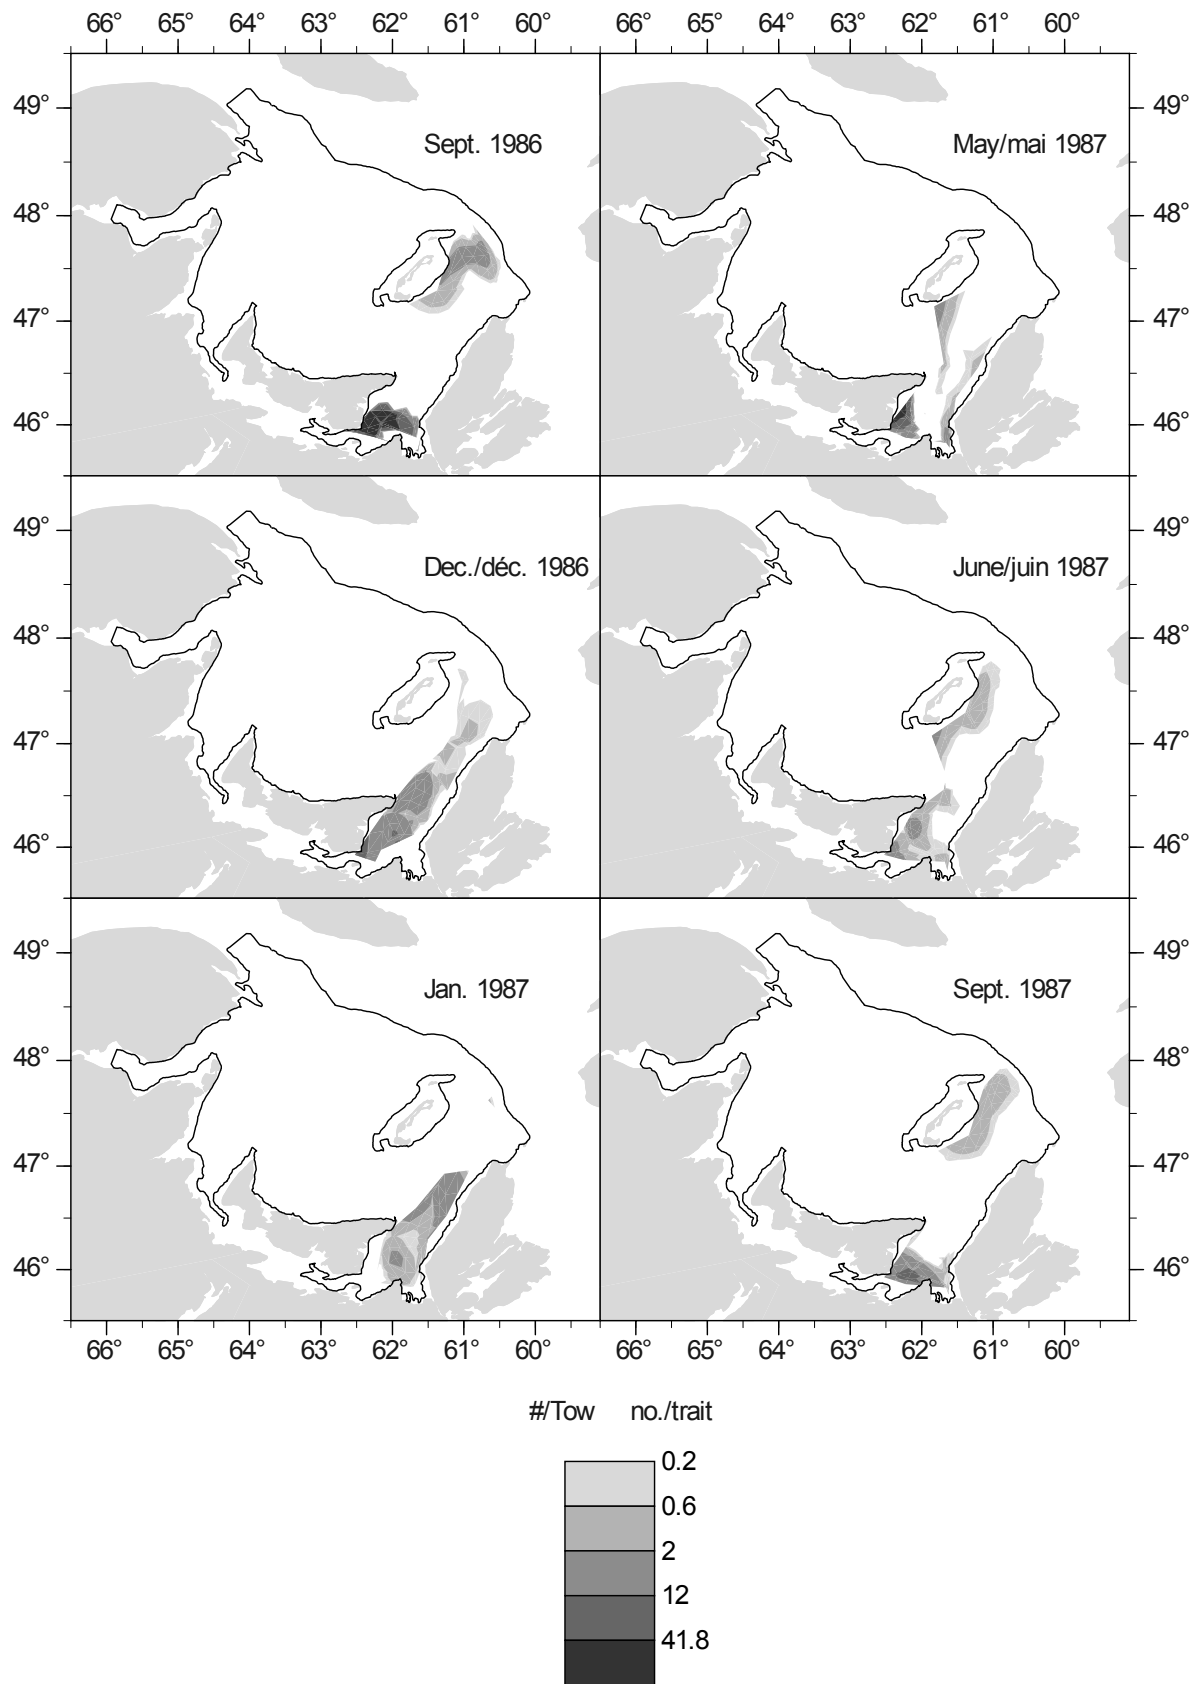 66° 65° 64° 63° 62° 61° 60° 66° 65° 64° 63° 62° 61° 60°
49° 49°
Sept. 1986 May/mai 1987
48° 48°
47° 47°
46° 46°
49° 49°
Dec./déc. 1986 June/juin 1987
48° 48°
47° 47°
46° 46°
49° 49°
Jan. 1987 Sept. 1987
48° 48°
47° 47°
46° 46°
66° 65° 64° 63° 62° 61° 60° 66° 65° 64° 63° 62° 61° 60°
#/Tow no./trait
0.2
0.6
2
12
41.8